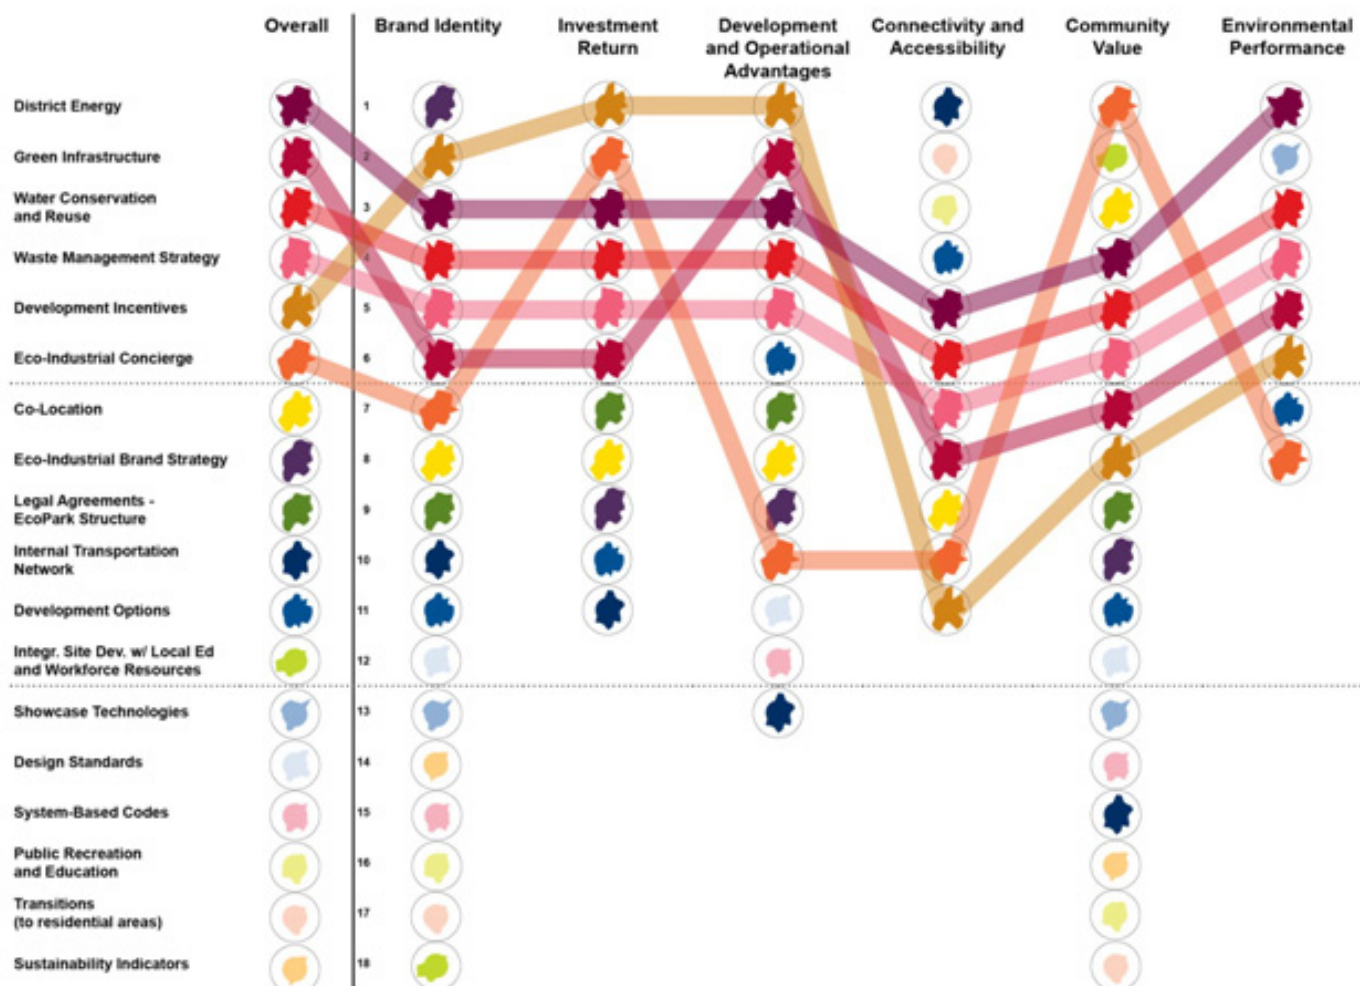 Overall
Brand Identity
Investment
Return
Development
and Operational
Advantages
Connectivity and
Accessibility
Community
Value
Environmental
Performance
District Energy
1
Green Infrastructure
2
Water Conservation
and Reuse
3
Waste Management Strategy
4
Development Incentives
5
Eco-Industrial Concierge
6
Co-Location
7
Eco-Industrial Brand Strategy
8
Legal Agreements -
EcoPark Structure
9
Internal Transportation
Network
10
Development Options
11
Integr. Site Dev. w/ Local Ed
and Workforce Resources
12
Showcase Technologies
13
Design Standards
14
System-Based Codes
15
Public Recreation
and Education
16
Transitions
(to residential areas)
17
Sustainability Indicators
18